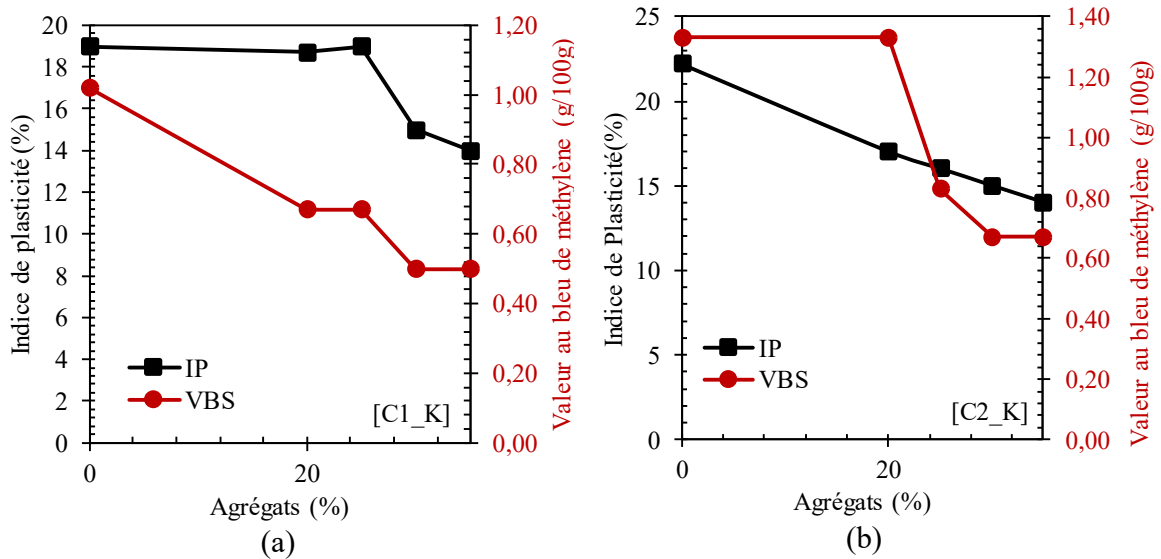 Indice de plasticité (%)
20
18
16
14
12
10
8
6
4
2
0
IP
VBS
[C1_K]
0
20
Agrégats (%)
1,20
1,00
0,80
0,60
0,40
0,20
0,00
Valeur au bleu de méthylène (g/100g)
(a)
Indice de Plasticité(%)
25
20
15
10
5
0
IP
VBS
[C2_K]
0
20
Agrégats (%)
1,40
1,20
1,00
0,80
0,60
0,40
0,20
0,00
Valeur au bleu de méthylène (g/100g)
(b)